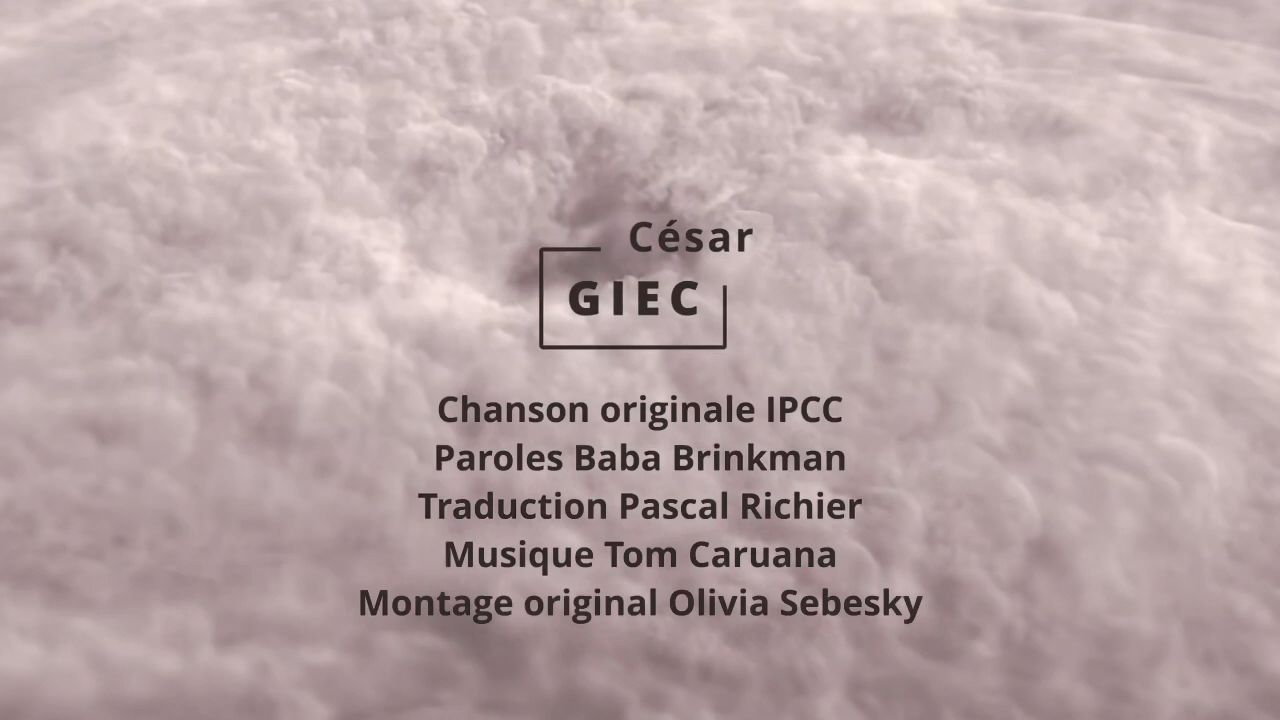 César
GIEC
Chanson originale IPCC
Paroles Baba Brinkman
Traduction Pascal Richier
Musique Tom Caruana
Montage original Olivia Sebesky